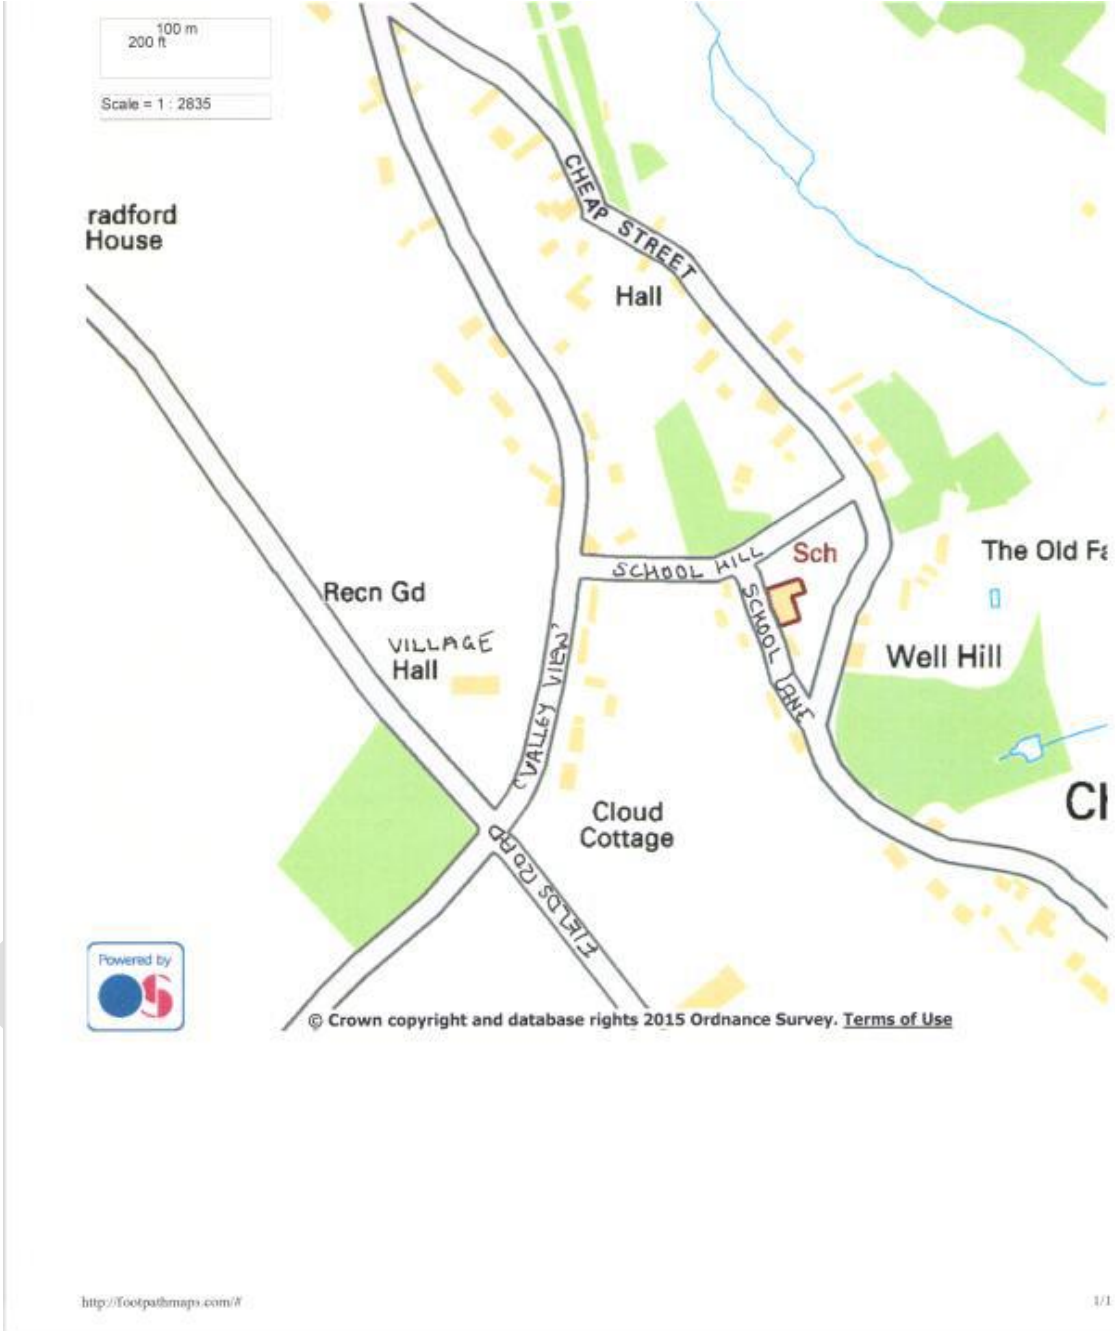 100 m
200 ft
Scale = 1 : 2835
radford
House
CHEAP STREET
Hall
SCHOOL HILL
Sch
SCHOOL LANE
The Old Fa
Recn Gd
VILLAGE
Hall
'VALLEY VIEW'
Well Hill
Cloud
Cottage
Ch
FIELDS ROAD
Powered by
OS
© Crown copyright and database rights 2015 Ordnance Survey. Terms of Use
http://footpathmaps.com/#
1/1